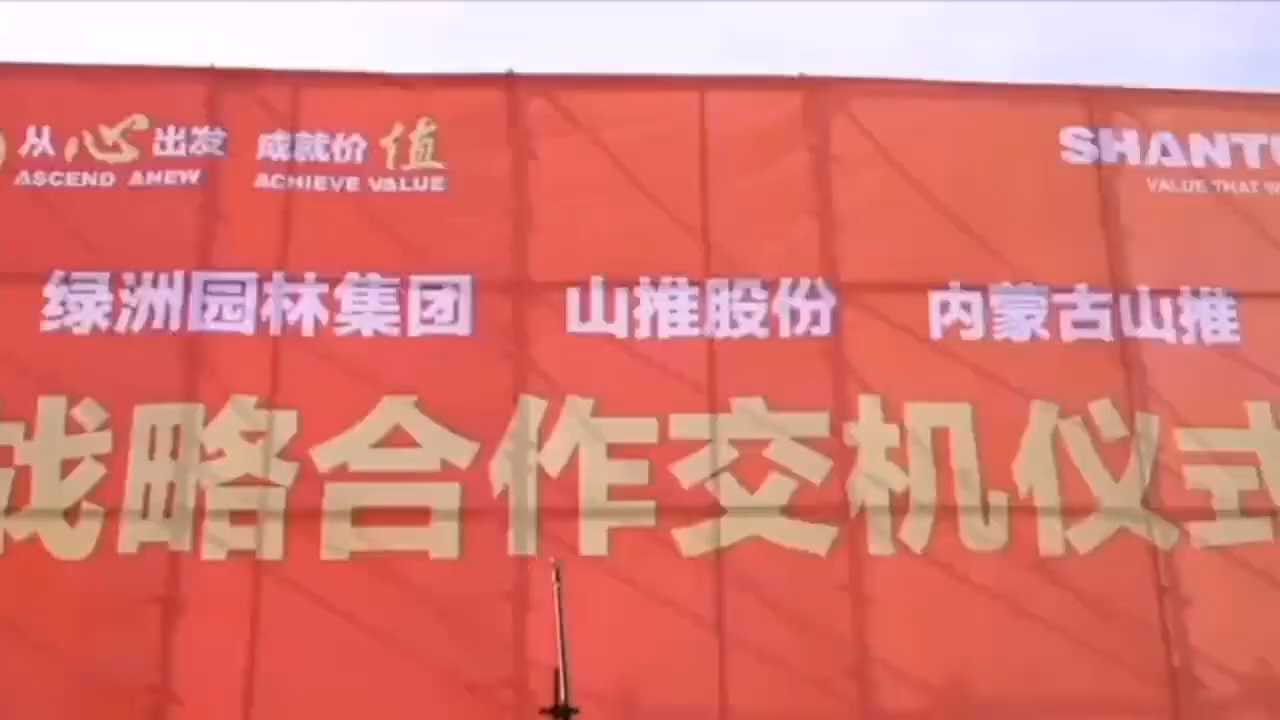 从心出发 成就价值
ASCEND ANEW ACHIEVE VALUE
SHANTU
VALUE THAT W
绿洲园林集团 山推股份 内蒙古山推
战略合作交机仪式